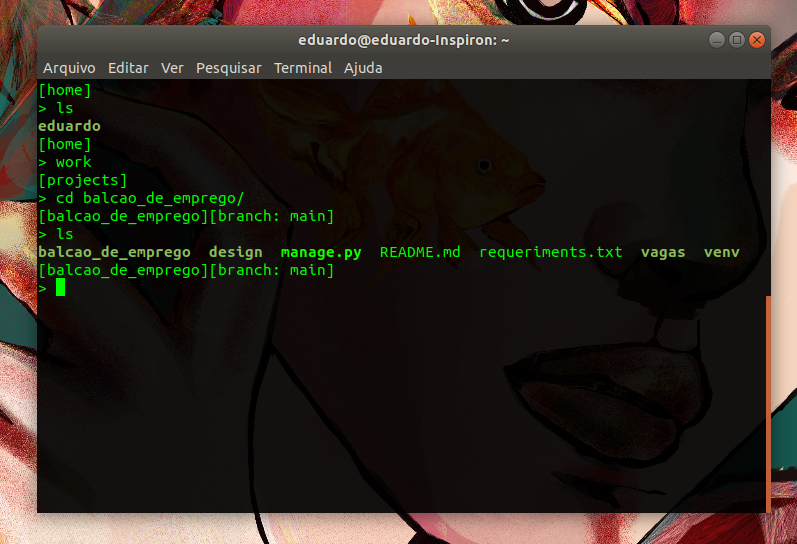 eduardo@eduardo-Inspiron: ~
Arquivo Editar Ver Pesquisar Terminal Ajuda
[home]
> ls
eduardo
[home]
> work
[projects]
> cd balcao_de_emprego/
[balcao_de_emprego][branch: main]
> ls
balcao_de_emprego design manage.py README.md requeriments.txt vagas venv
[balcao_de_emprego][branch: main]
>